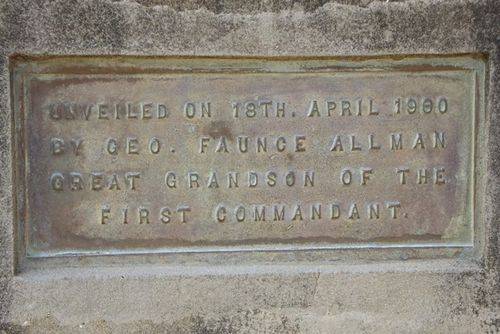 UNVEILED ON 18TH. APRIL 1960
BY GEO. FAUNCE ALLMAN
GREAT GRANDSON OF THE
FIRST COMMANDANT.